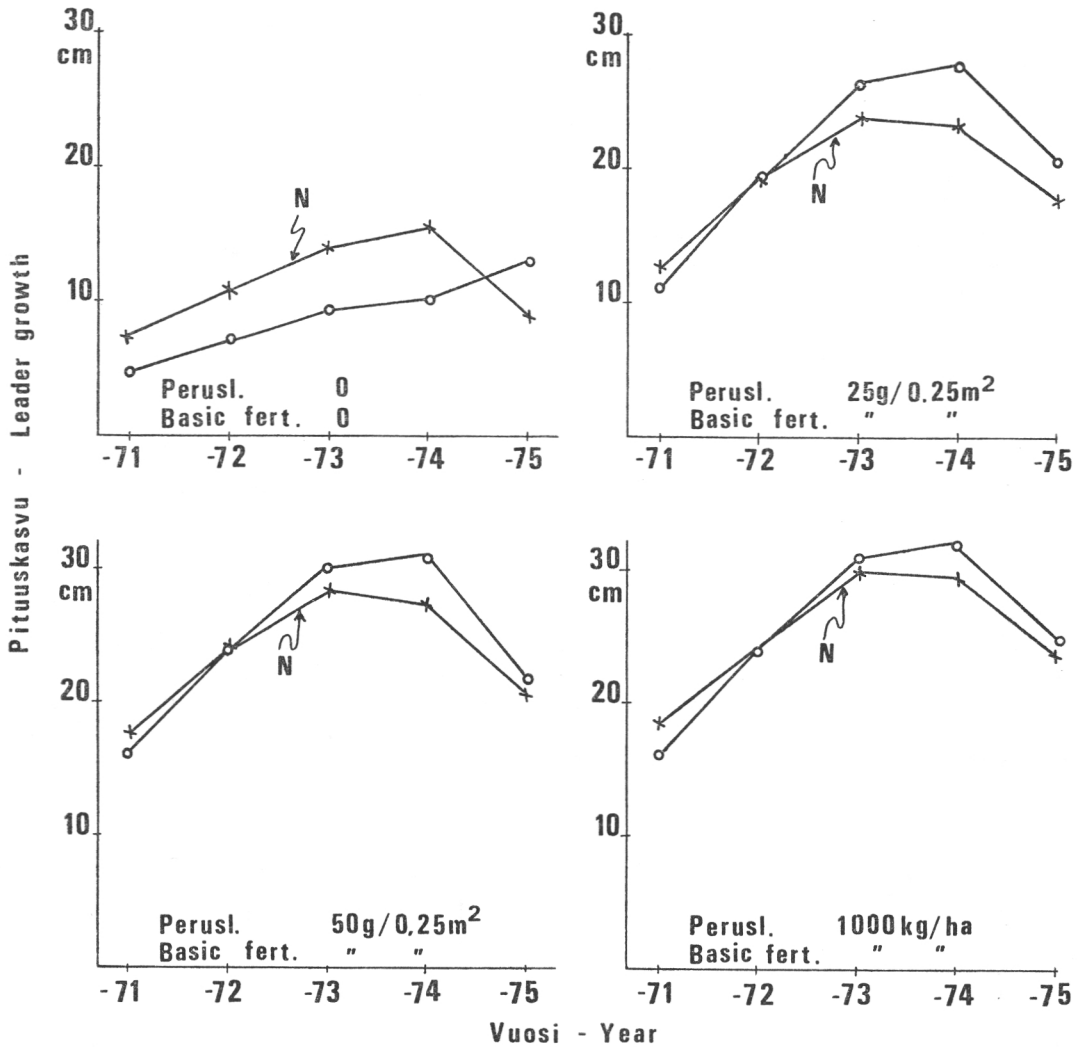 Pituuskasvu - Leader growth
30
cm
20
10
N
Perusl. 0
Basic fert. 0
-71 -72 -73 -74 -75
30
cm
20
10
N
Perusl. 25g/0.25m²
Basic fert. " "
-71 -72 -73 -74 -75
30
cm
20
10
N
Perusl. 50g/0,25m²
Basic fert. " "
-71 -72 -73 -74 -75
30
cm
20
10
N
Perusl. 1000kg/ha
Basic fert. " "
-71 -72 -73 -74 -75
Vuosi - Year